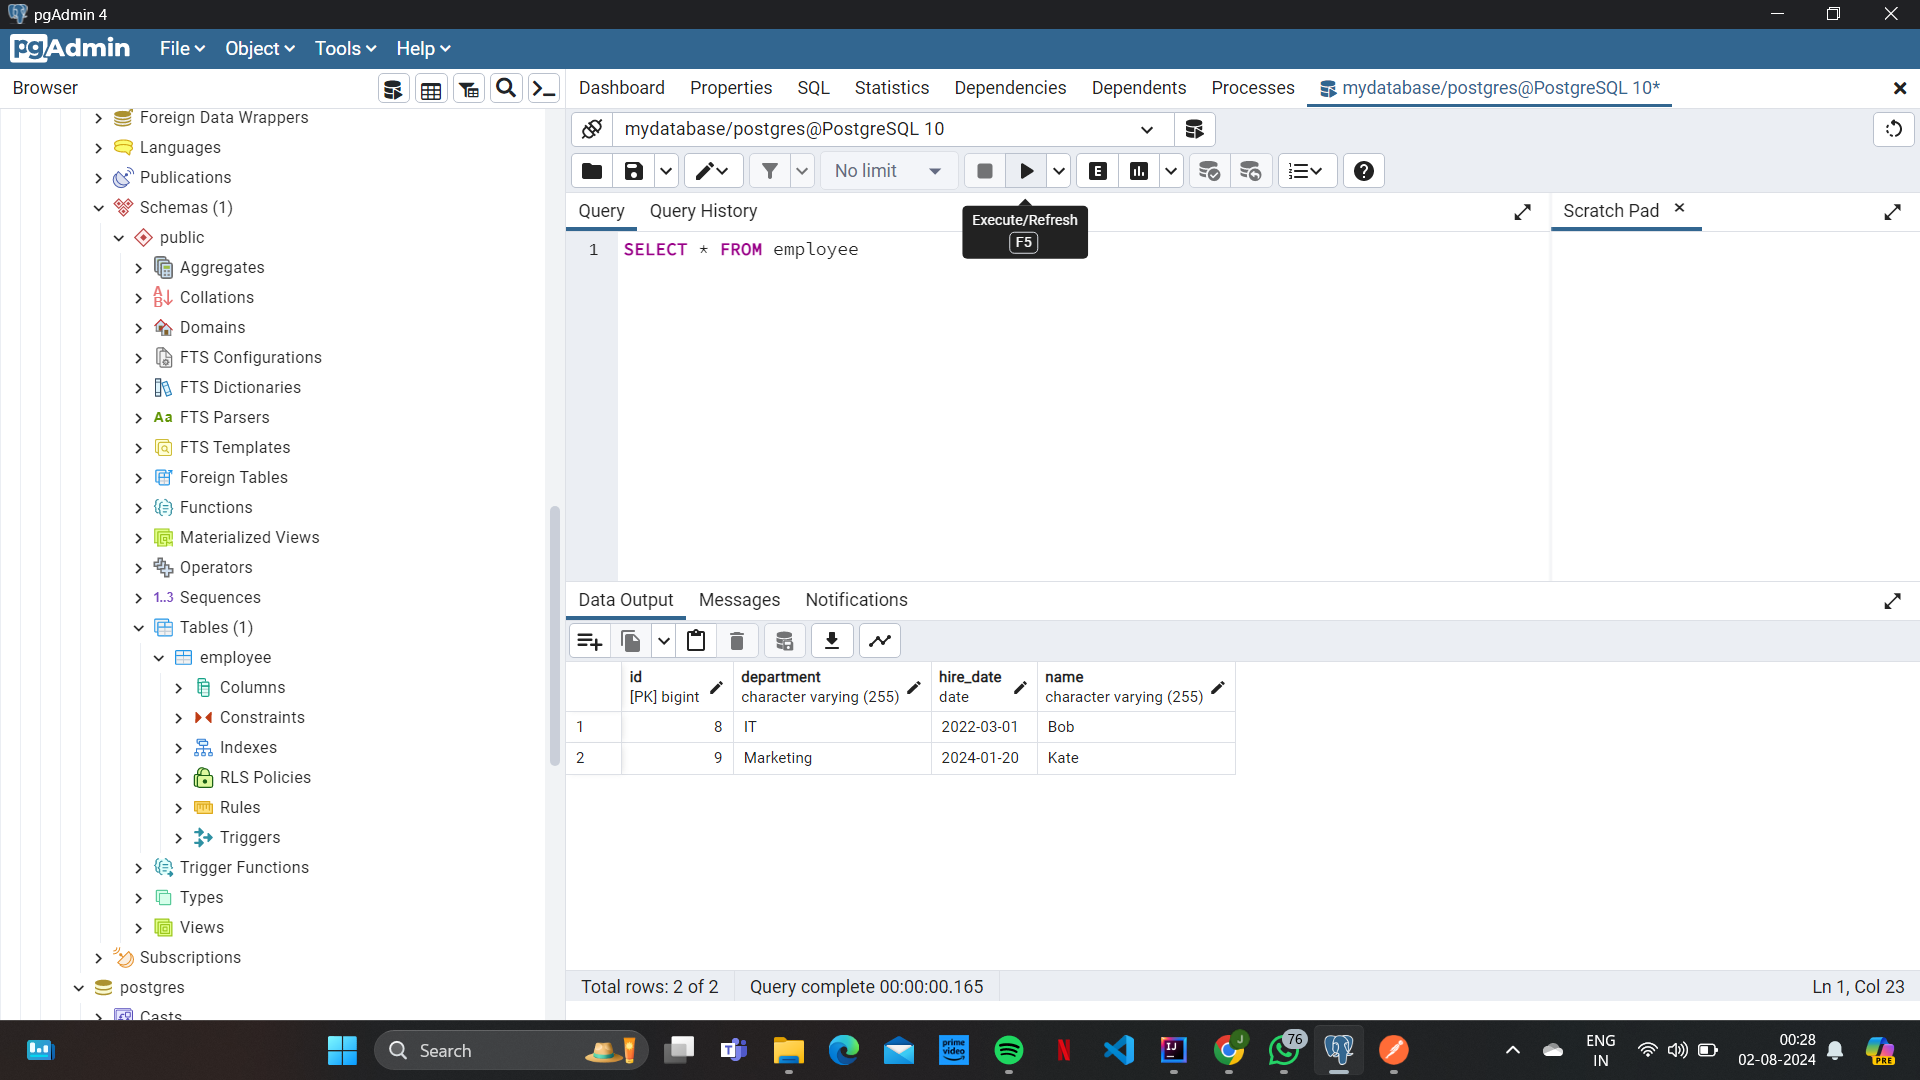 pgAdmin 4
pgAdmin File Object Tools Help
Browser
Dashboard Properties SQL Statistics Dependencies Dependents Processes mydatabase/postgres@PostgreSQL 10*
Foreign Data Wrappers
Languages
Publications
Schemas (1)
public
Aggregates
Collations
Domains
FTS Configurations
FTS Dictionaries
Aa FTS Parsers
FTS Templates
Foreign Tables
Functions
Materialized Views
Operators
1..3 Sequences
Tables (1)
employee
Columns
Constraints
Indexes
RLS Policies
Rules
Triggers
Trigger Functions
Types
Views
Subscriptions
postgres
Casts
mydatabase/postgres@PostgreSQL 10
No limit
E
Query Query History
Execute/Refresh
F5
Scratch Pad
1 SELECT * FROM employee
Data Output Messages Notifications
id department hire_date name
[PK] bigint character varying (255) date character varying (255)
1 8 IT 2022-03-01 Bob
2 9 Marketing 2024-01-20 Kate
Total rows: 2 of 2 Query complete 00:00:00.165 Ln 1, Col 23
Search
prime video
N
IJ
J
76
ENG
IN
00:28
02-08-2024
PRE